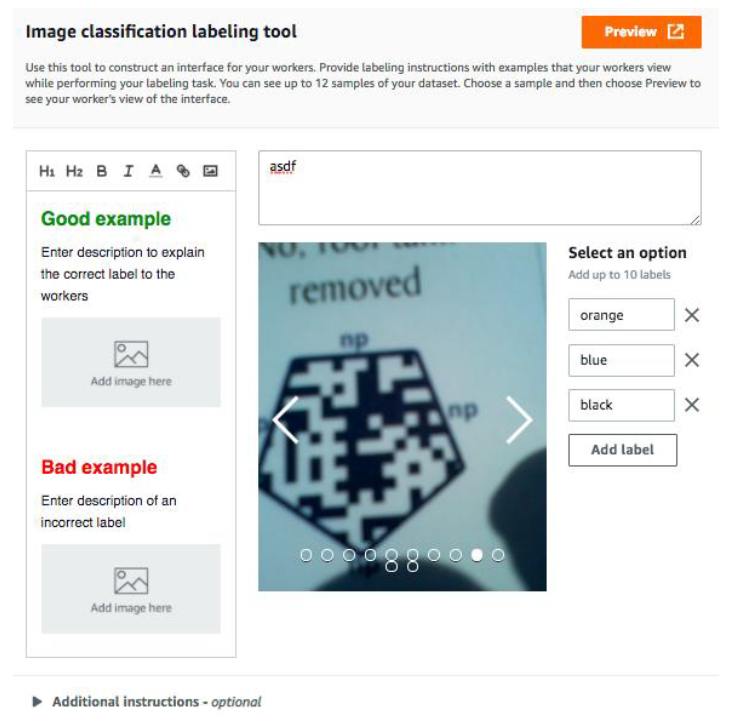 Image classification labeling tool
Preview
Use this tool to construct an interface for your workers. Provide labeling instructions with examples that your workers view
while performing your labeling task. You can see up to 12 samples of your dataset. Choose a sample and then choose Preview to
see your worker's view of the interface.
H1 H2 B I A
asdf
Good example
Enter description to explain
the correct label to the
workers
Add image here
Bad example
Enter description of an
incorrect label
Add image here
removed
np
np
Select an option
Add up to 10 labels
orange
blue
black
Add label
Additional instructions - optional